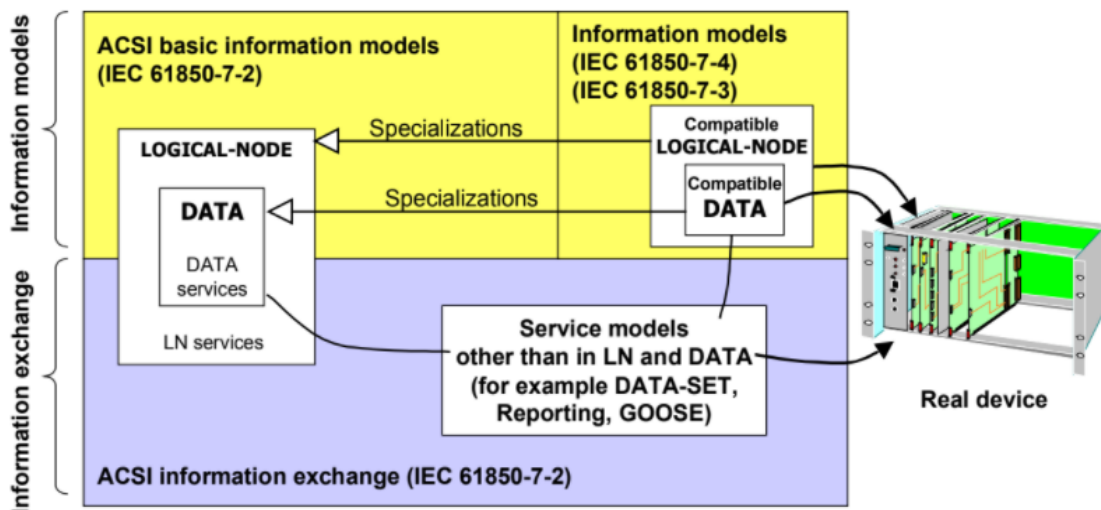 Information models
ACSI basic information models
(IEC 61850-7-2)
Information models
(IEC 61850-7-4)
(IEC 61850-7-3)
Specializations
Compatible
LOGICAL-NODE
LOGICAL-NODE
Compatible
DATA
Specializations
DATA
DATA
services
LN services
Information exchange
Service models
other than in LN and DATA
(for example DATA-SET,
Reporting, GOOSE)
Real device
ACSI information exchange (IEC 61850-7-2)